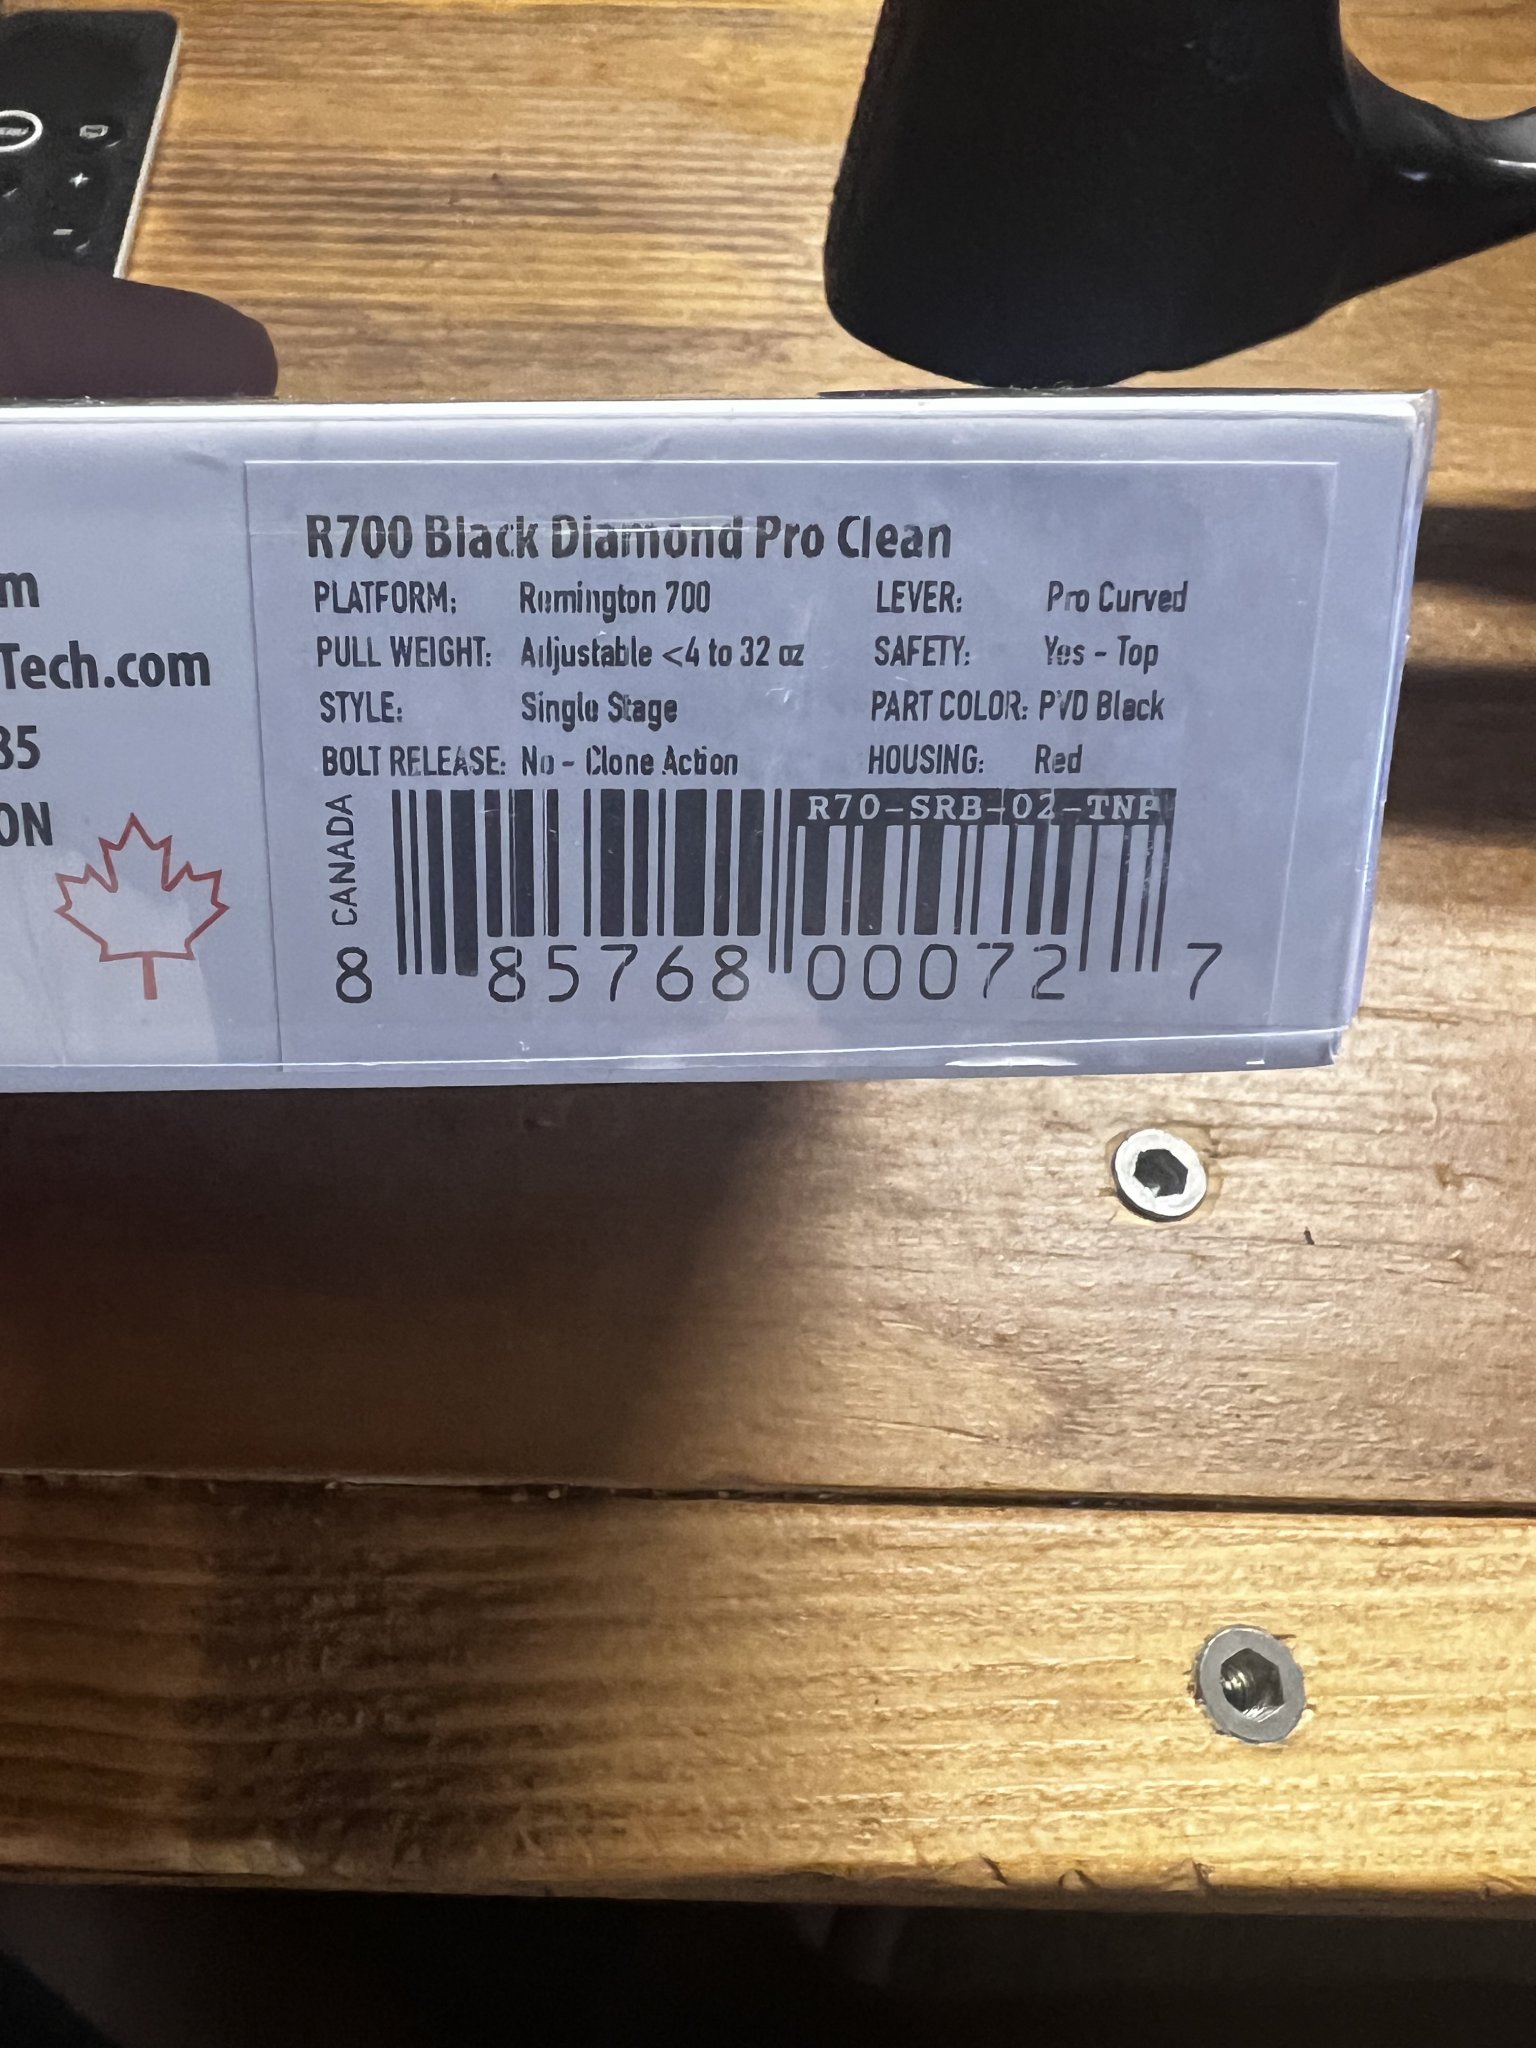 m
Tech.com
85
ON
R700 Black Diamond Pro Clean
PLATFORM: Remington 700 LEVER: Pro Curved
PULL WEIGHT: Adjustable <4 to 32 oz SAFETY: Yes - Top
STYLE: Single Stage PART COLOR: PVD Black
BOLT RELEASE: No - Clone Action HOUSING: Red
CANADA
R70-SRB-02-TNP
8 85768 00072 7